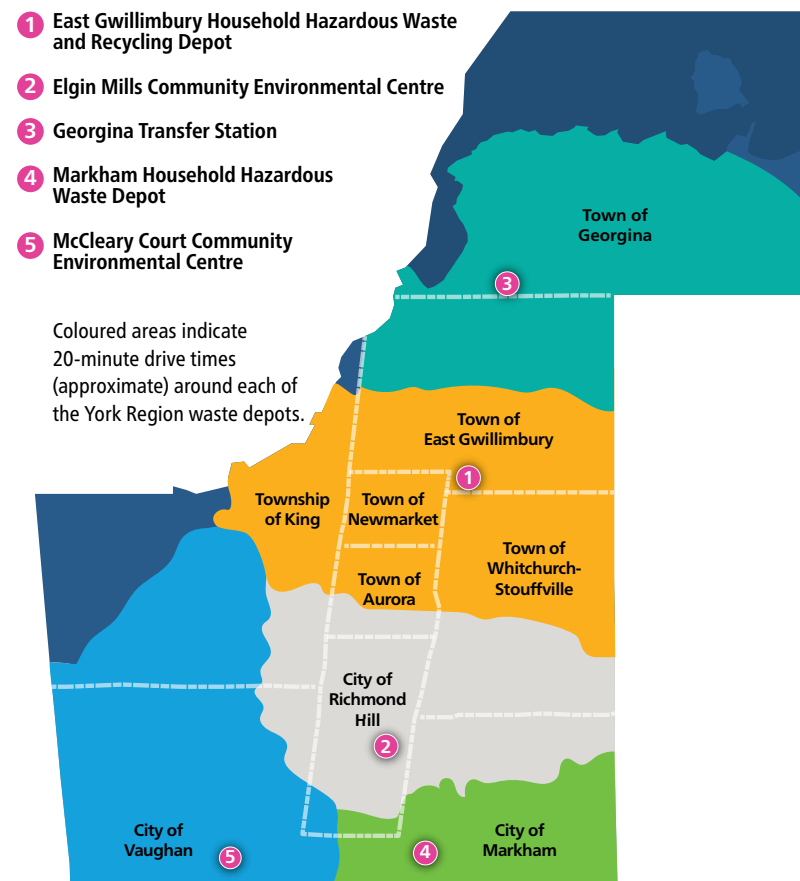 1 East Gwillimbury Household Hazardous Waste
and Recycling Depot
2 Elgin Mills Community Environmental Centre
3 Georgina Transfer Station
4 Markham Household Hazardous
Waste Depot
5 McCleary Court Community
Environmental Centre
Coloured areas indicate
20-minute drive times
(approximate) around each of
the York Region waste depots.
Town of
Georgina
3
Town of
East Gwillimbury
1
Township
of King
Town of
Newmarket
Town of
Whitchurch-
Stouffville
Town of
Aurora
City of
Richmond
Hill
2
City of
Vaughan
5
4
City of
Markham